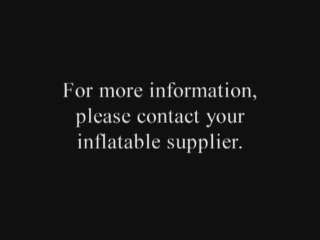 For more information,
please contact your
inflatable supplier.